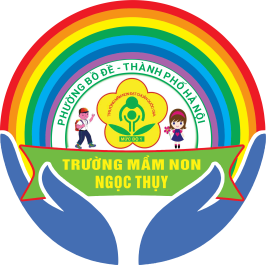 PHƯỜNG BỒ ĐỀ - THÀNH PHỐ HÀ NỘI
TRƯỜNG MẦM NON
NGỌC THỤY